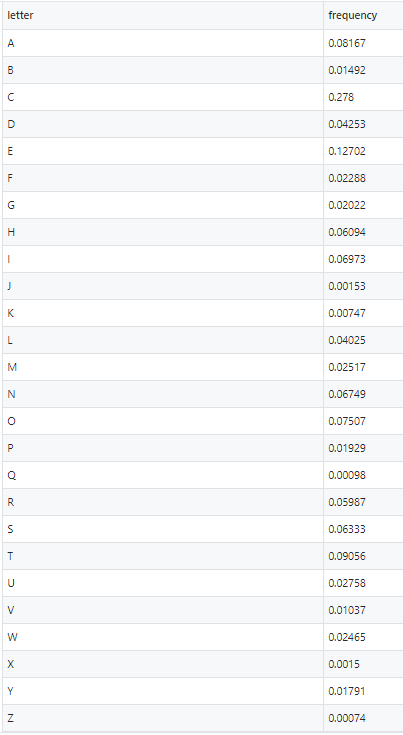 letter frequency
A 0.08167
B 0.01492
C 0.278
D 0.04253
E 0.12702
F 0.02288
G 0.02022
H 0.06094
I 0.06973
J 0.00153
K 0.00747
L 0.04025
M 0.02517
N 0.06749
O 0.07507
P 0.01929
Q 0.00098
R 0.05987
S 0.06333
T 0.09056
U 0.02758
V 0.01037
W 0.02465
X 0.0015
Y 0.01791
Z 0.00074